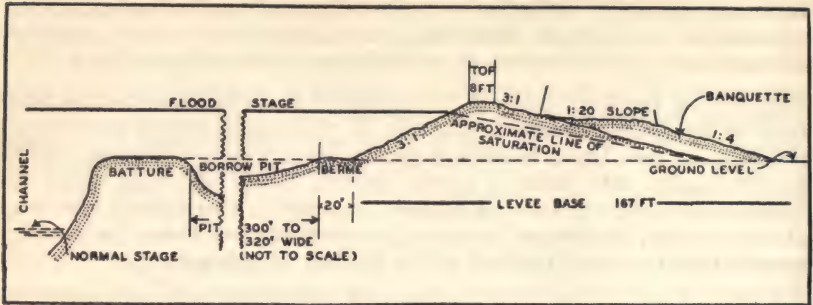 TOP
8FT
3:1
FLOOD STAGE
1:20 SLOPE
BANQUETTE
1:4
APPROXIMATE LINE OF
SATURATION
3:1
BATTURE
BORROW PIT
BERME
GROUND LEVEL
CHANNEL
20'
LEVEE BASE 167 FT
PIT
300' TO
320' WIDE
(NOT TO SCALE)
NORMAL STAGE